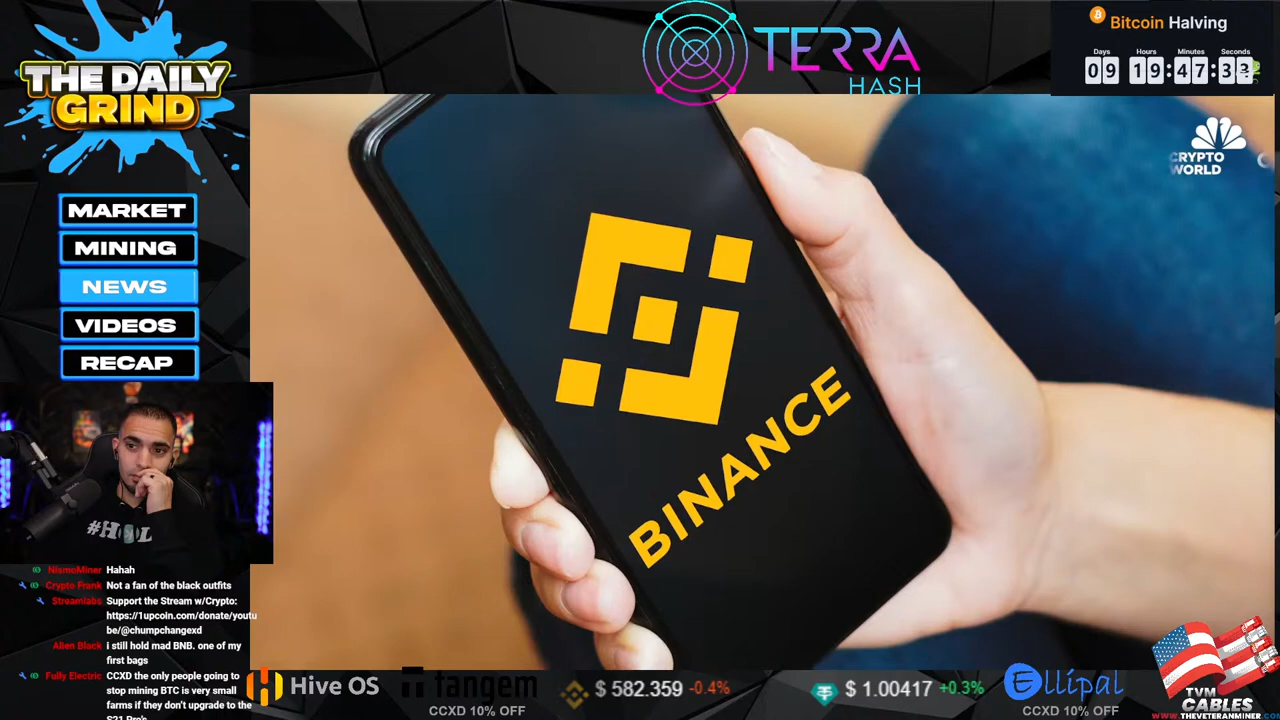 THE DAILY
GRIND
MARKET
MINING
NEWS
VIDEOS
RECAP
TERRA
HASH
Bitcoin Halving
Days Hours Minutes Seconds
09 19:47:33
CRYPTO
WORLD
BINANCE
NismoMiner Hahah
Crypto Frank Not a fan of the black outfits
Streamlabs Support the Stream w/Crypto:
https://1upcoin.com/donate/youtu
be/@chumpchangexd
Allen Black i still hold mad BNB. one of my
first bags
Fully Electric CCXD the only people going to
stop mining BTC is very small
farms if they don't upgrade to the
S21 Pro's
Hive OS
tangem
CCXD 10% OFF
$ 582.359 -0.4%
$ 1.00417 +0.3%
Ellipal
CCXD 10% OFF
TVM
CABLES